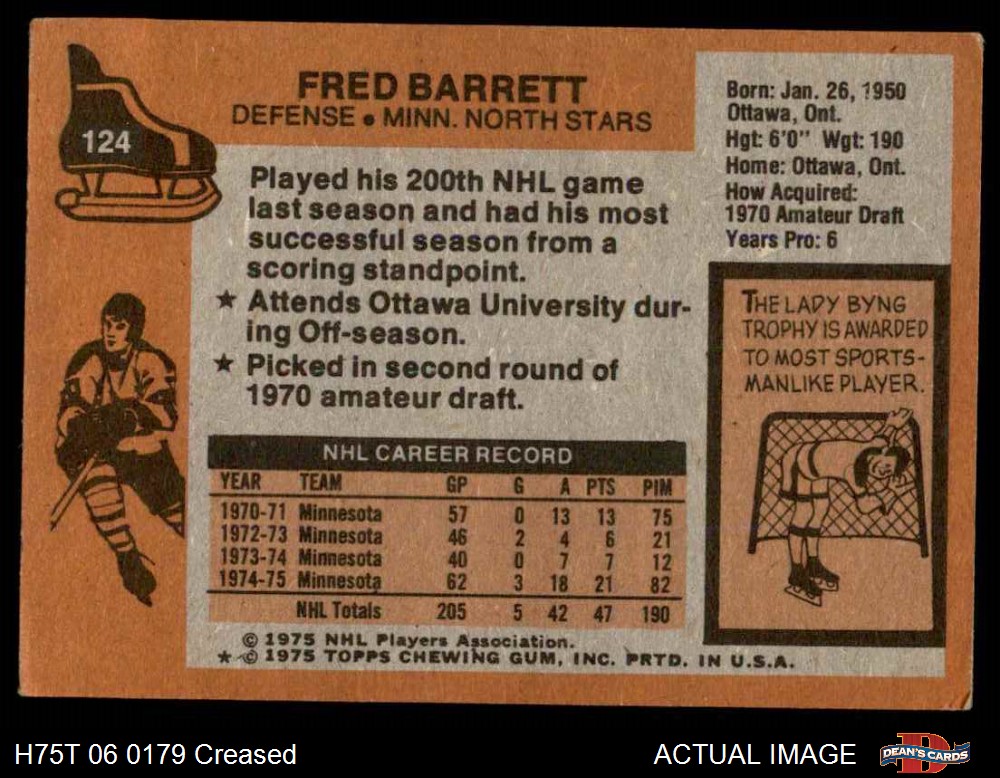 124
FRED BARRETT
DEFENSE • MINN. NORTH STARS
Played his 200th NHL game
last season and had his most
successful season from a
scoring standpoint.
★ Attends Ottawa University dur-
ing Off-season.
★ Picked in second round of
1970 amateur draft.
Born: Jan. 26, 1950
Ottawa, Ont.
Hgt: 6'0" Wgt: 190
Home: Ottawa, Ont.
How Acquired:
1970 Amateur Draft
Years Pro: 6
THE LADY BYNG
TROPHY IS AWARDED
TO MOST SPORTS-
MANLIKE PLAYER.
NHL CAREER RECORD
YEAR TEAM GP G A PTS PIM
1970-71 Minnesota 57 0 13 13 75
1972-73 Minnesota 46 2 4 6 21
1973-74 Minnesota 40 0 7 7 12
1974-75 Minnesota 62 3 18 21 82
NHL Totals 205 5 42 47 190
© 1975 NHL Players Association.
★ © 1975 TOPPS CHEWING GUM, INC. PRTD. IN U.S.A.
H75T 06 0179 Creased
ACTUAL IMAGE
D
DEAN'S CARDS